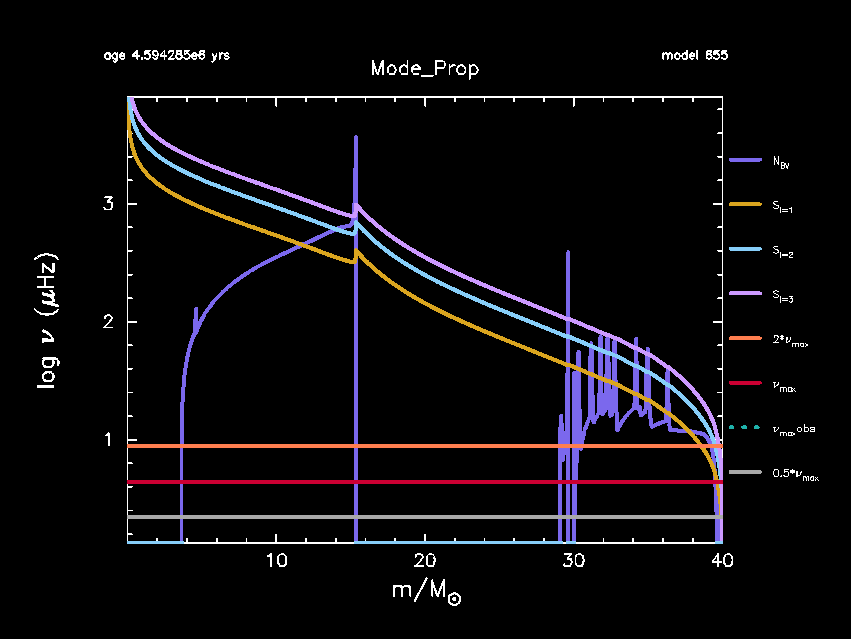 age 4.594285e6 yrs
model 655
Mode_Prop
3
2
1
log ν (μHz)
10
20
30
40
m/M☉
N_BV
S_l=1
S_l=2
S_l=3
2*ν_max
ν_max
ν_max obs
0.5*ν_max